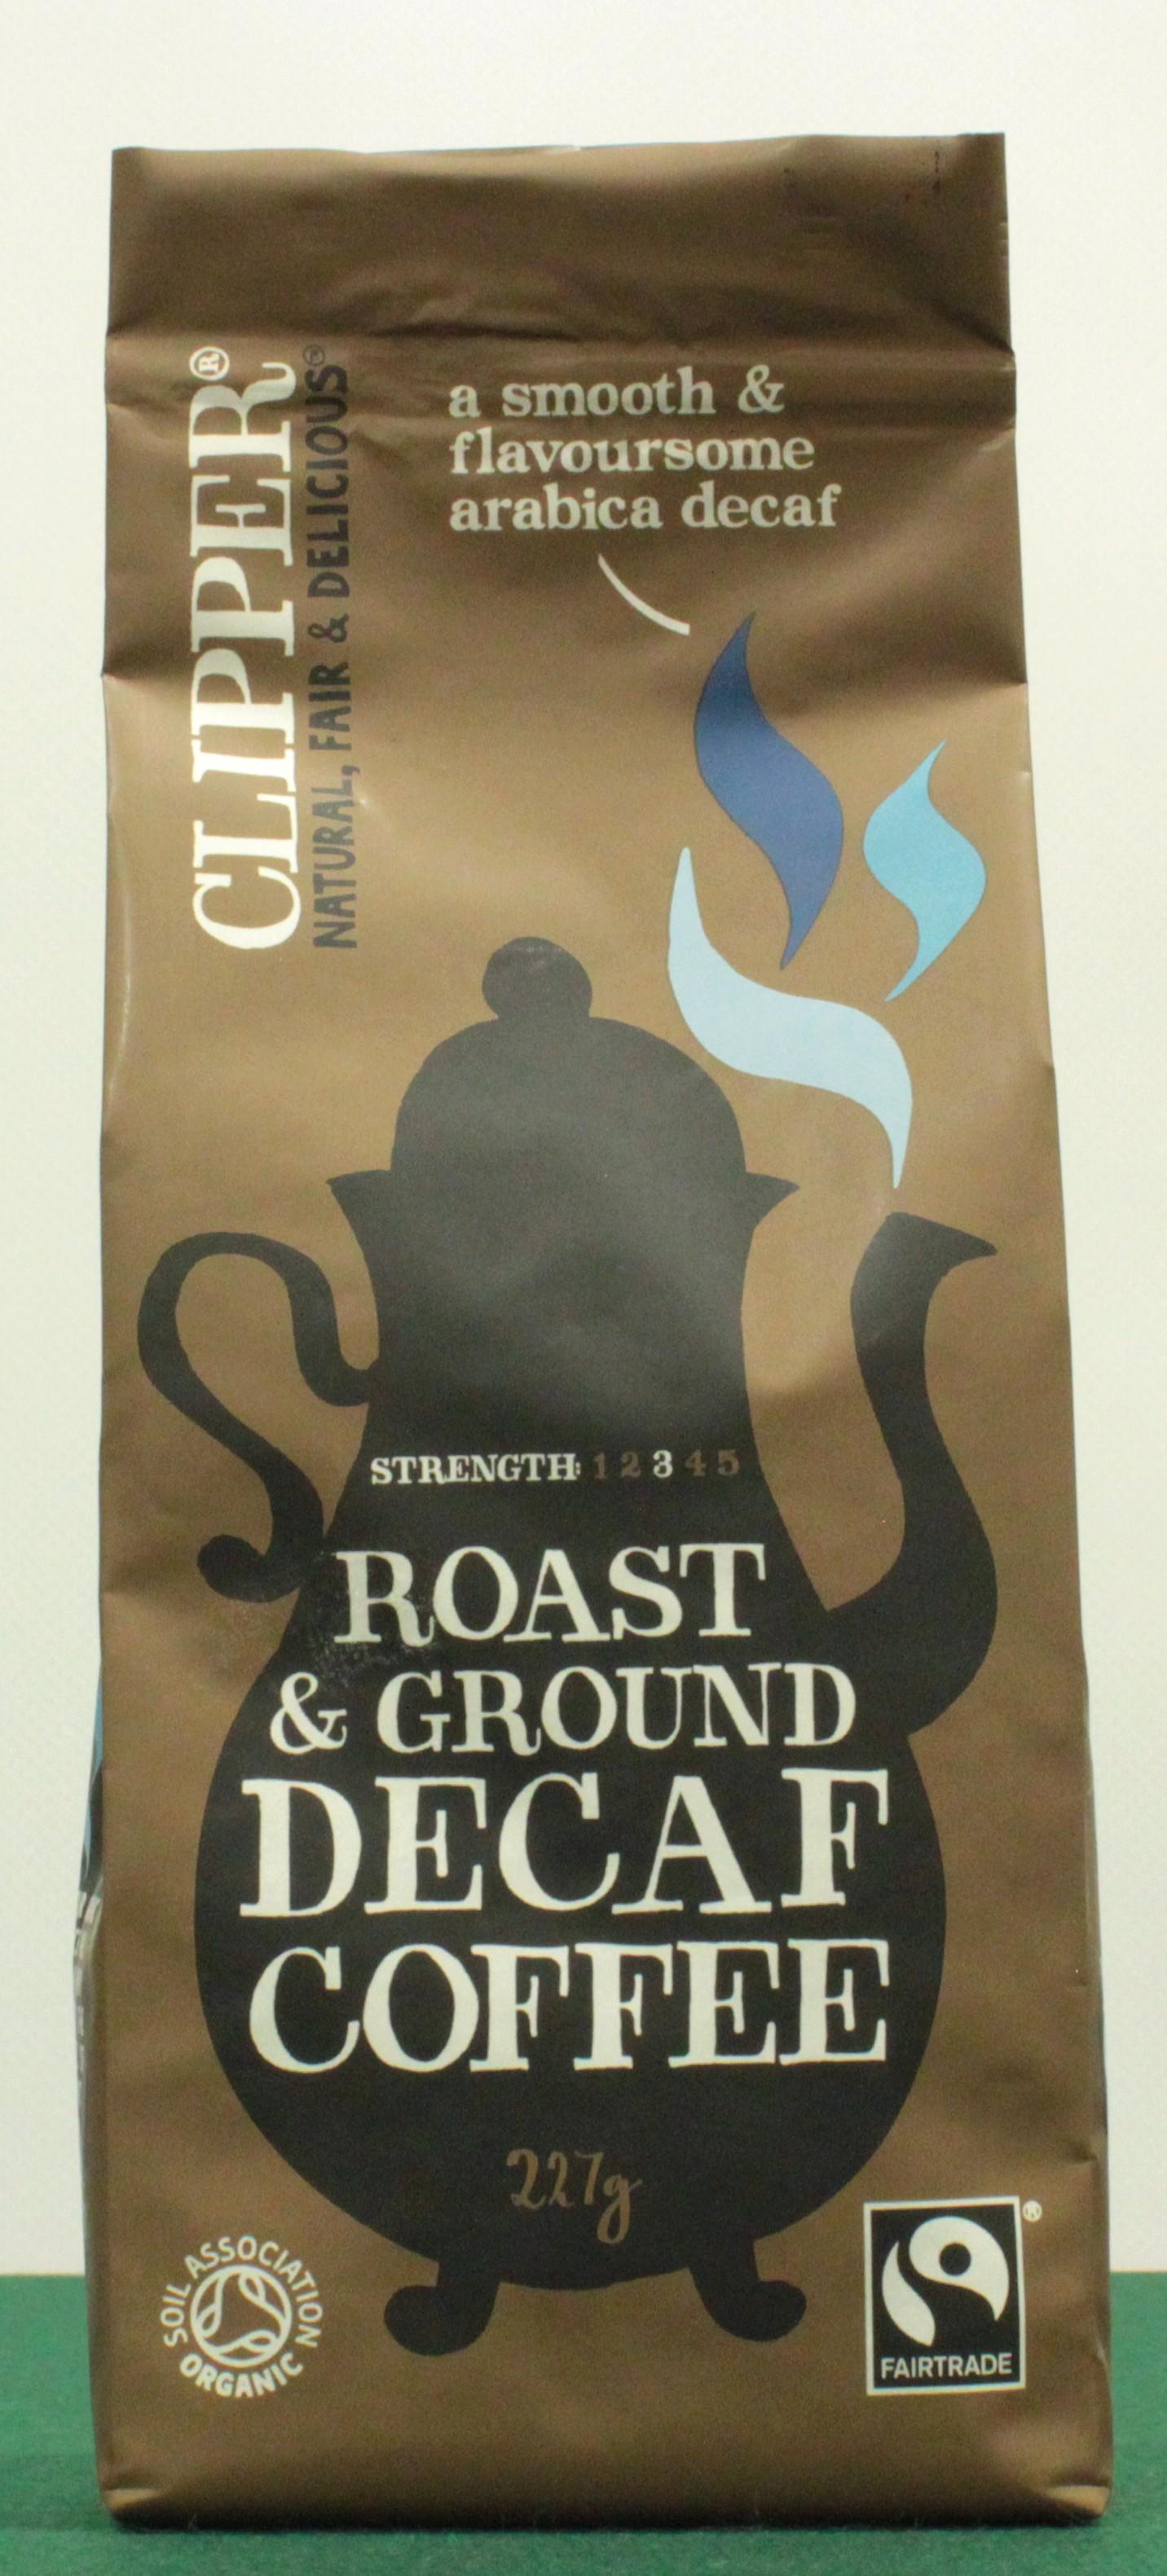 CLIPPER®
NATURAL, FAIR & DELICIOUS®
a smooth &
flavoursome
arabica decaf
STRENGTH: 1 2 3 4 5
ROAST
& GROUND
DECAF
COFFEE
227g
SOIL ASSOCIATION
ORGANIC
®
FAIRTRADE